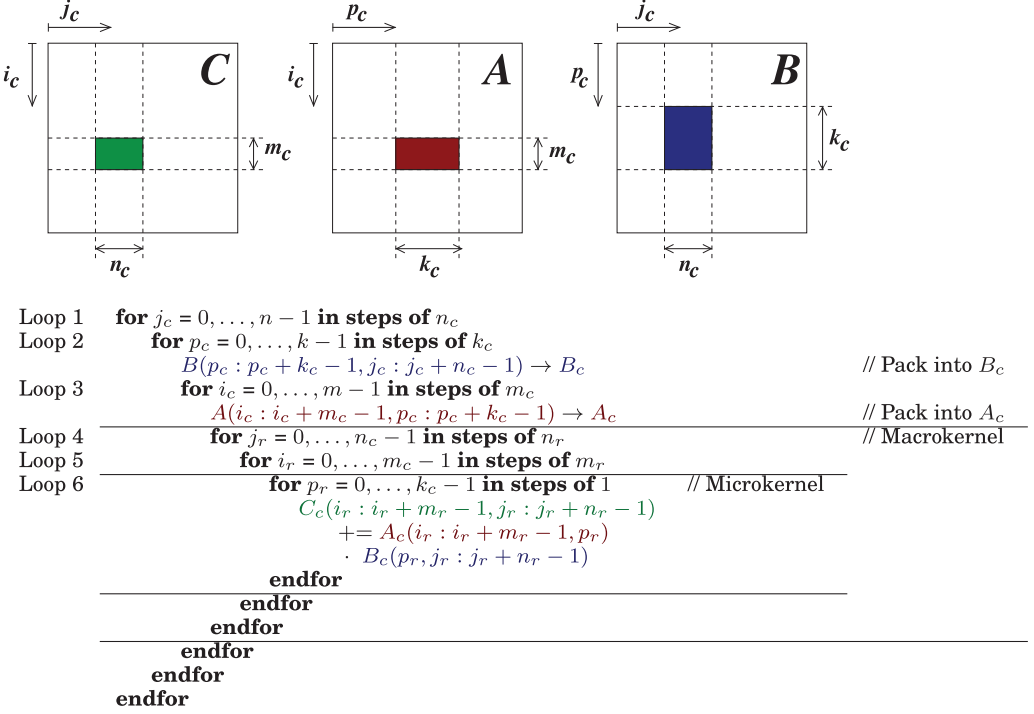 j_c p_c j_c
i_c C i_c A p_c B
m_c m_c k_c
n_c k_c n_c
Loop 1 for j_c = 0, ..., n − 1 in steps of n_c
Loop 2 for p_c = 0, ..., k − 1 in steps of k_c
B(p_c : p_c + k_c − 1, j_c : j_c + n_c − 1) → B_c // Pack into B_c
Loop 3 for i_c = 0, ..., m − 1 in steps of m_c
A(i_c : i_c + m_c − 1, p_c : p_c + k_c − 1) → A_c // Pack into A_c
Loop 4 for j_r = 0, ..., n_c − 1 in steps of n_r // Macrokernel
Loop 5 for i_r = 0, ..., m_c − 1 in steps of m_r
Loop 6 for p_r = 0, ..., k_c − 1 in steps of 1 // Microkernel
C_c(i_r : i_r + m_r − 1, j_r : j_r + n_r − 1)
+= A_c(i_r : i_r + m_r − 1, p_r)
· B_c(p_r, j_r : j_r + n_r − 1)
endfor
endfor
endfor
endfor
endfor
endfor